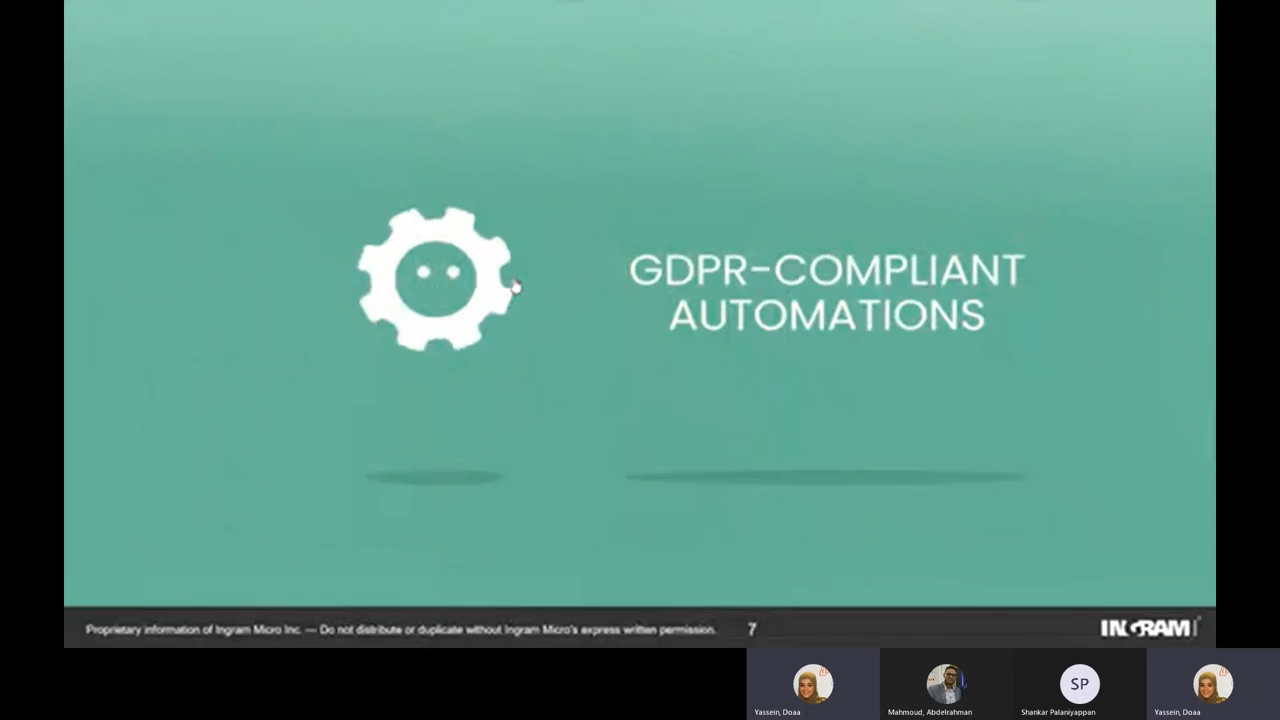 GDPR-COMPLIANT
AUTOMATIONS
Proprietary information of Ingram Micro Inc. — Do not distribute or duplicate without Ingram Micro's express written permission.
7
INGRAM
SP
Yassein, Doaa
Mahmoud, Abdelrahman
Shankar Palaniyappan
Yassein, Doaa